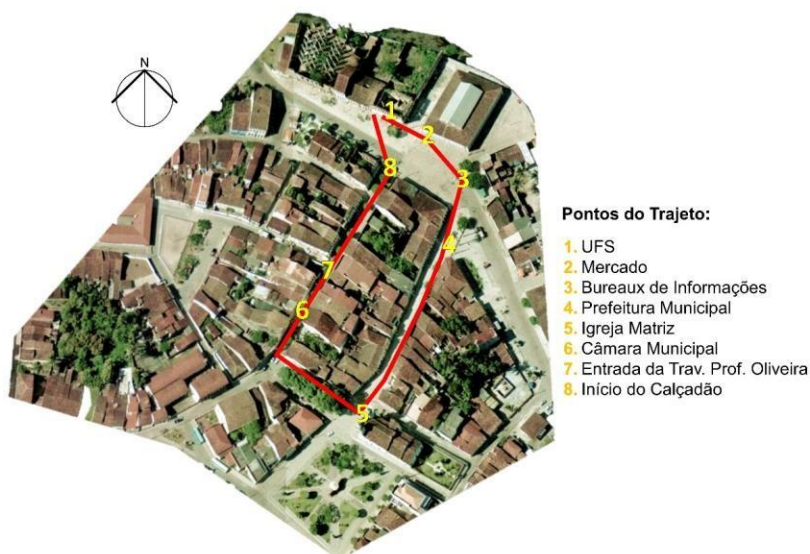 N
1
2
8
3
4
7
6
5
Pontos do Trajeto:
1. UFS
2. Mercado
3. Bureaux de Informações
4. Prefeitura Municipal
5. Igreja Matriz
6. Câmara Municipal
7. Entrada da Trav. Prof. Oliveira
8. Início do Calçadão